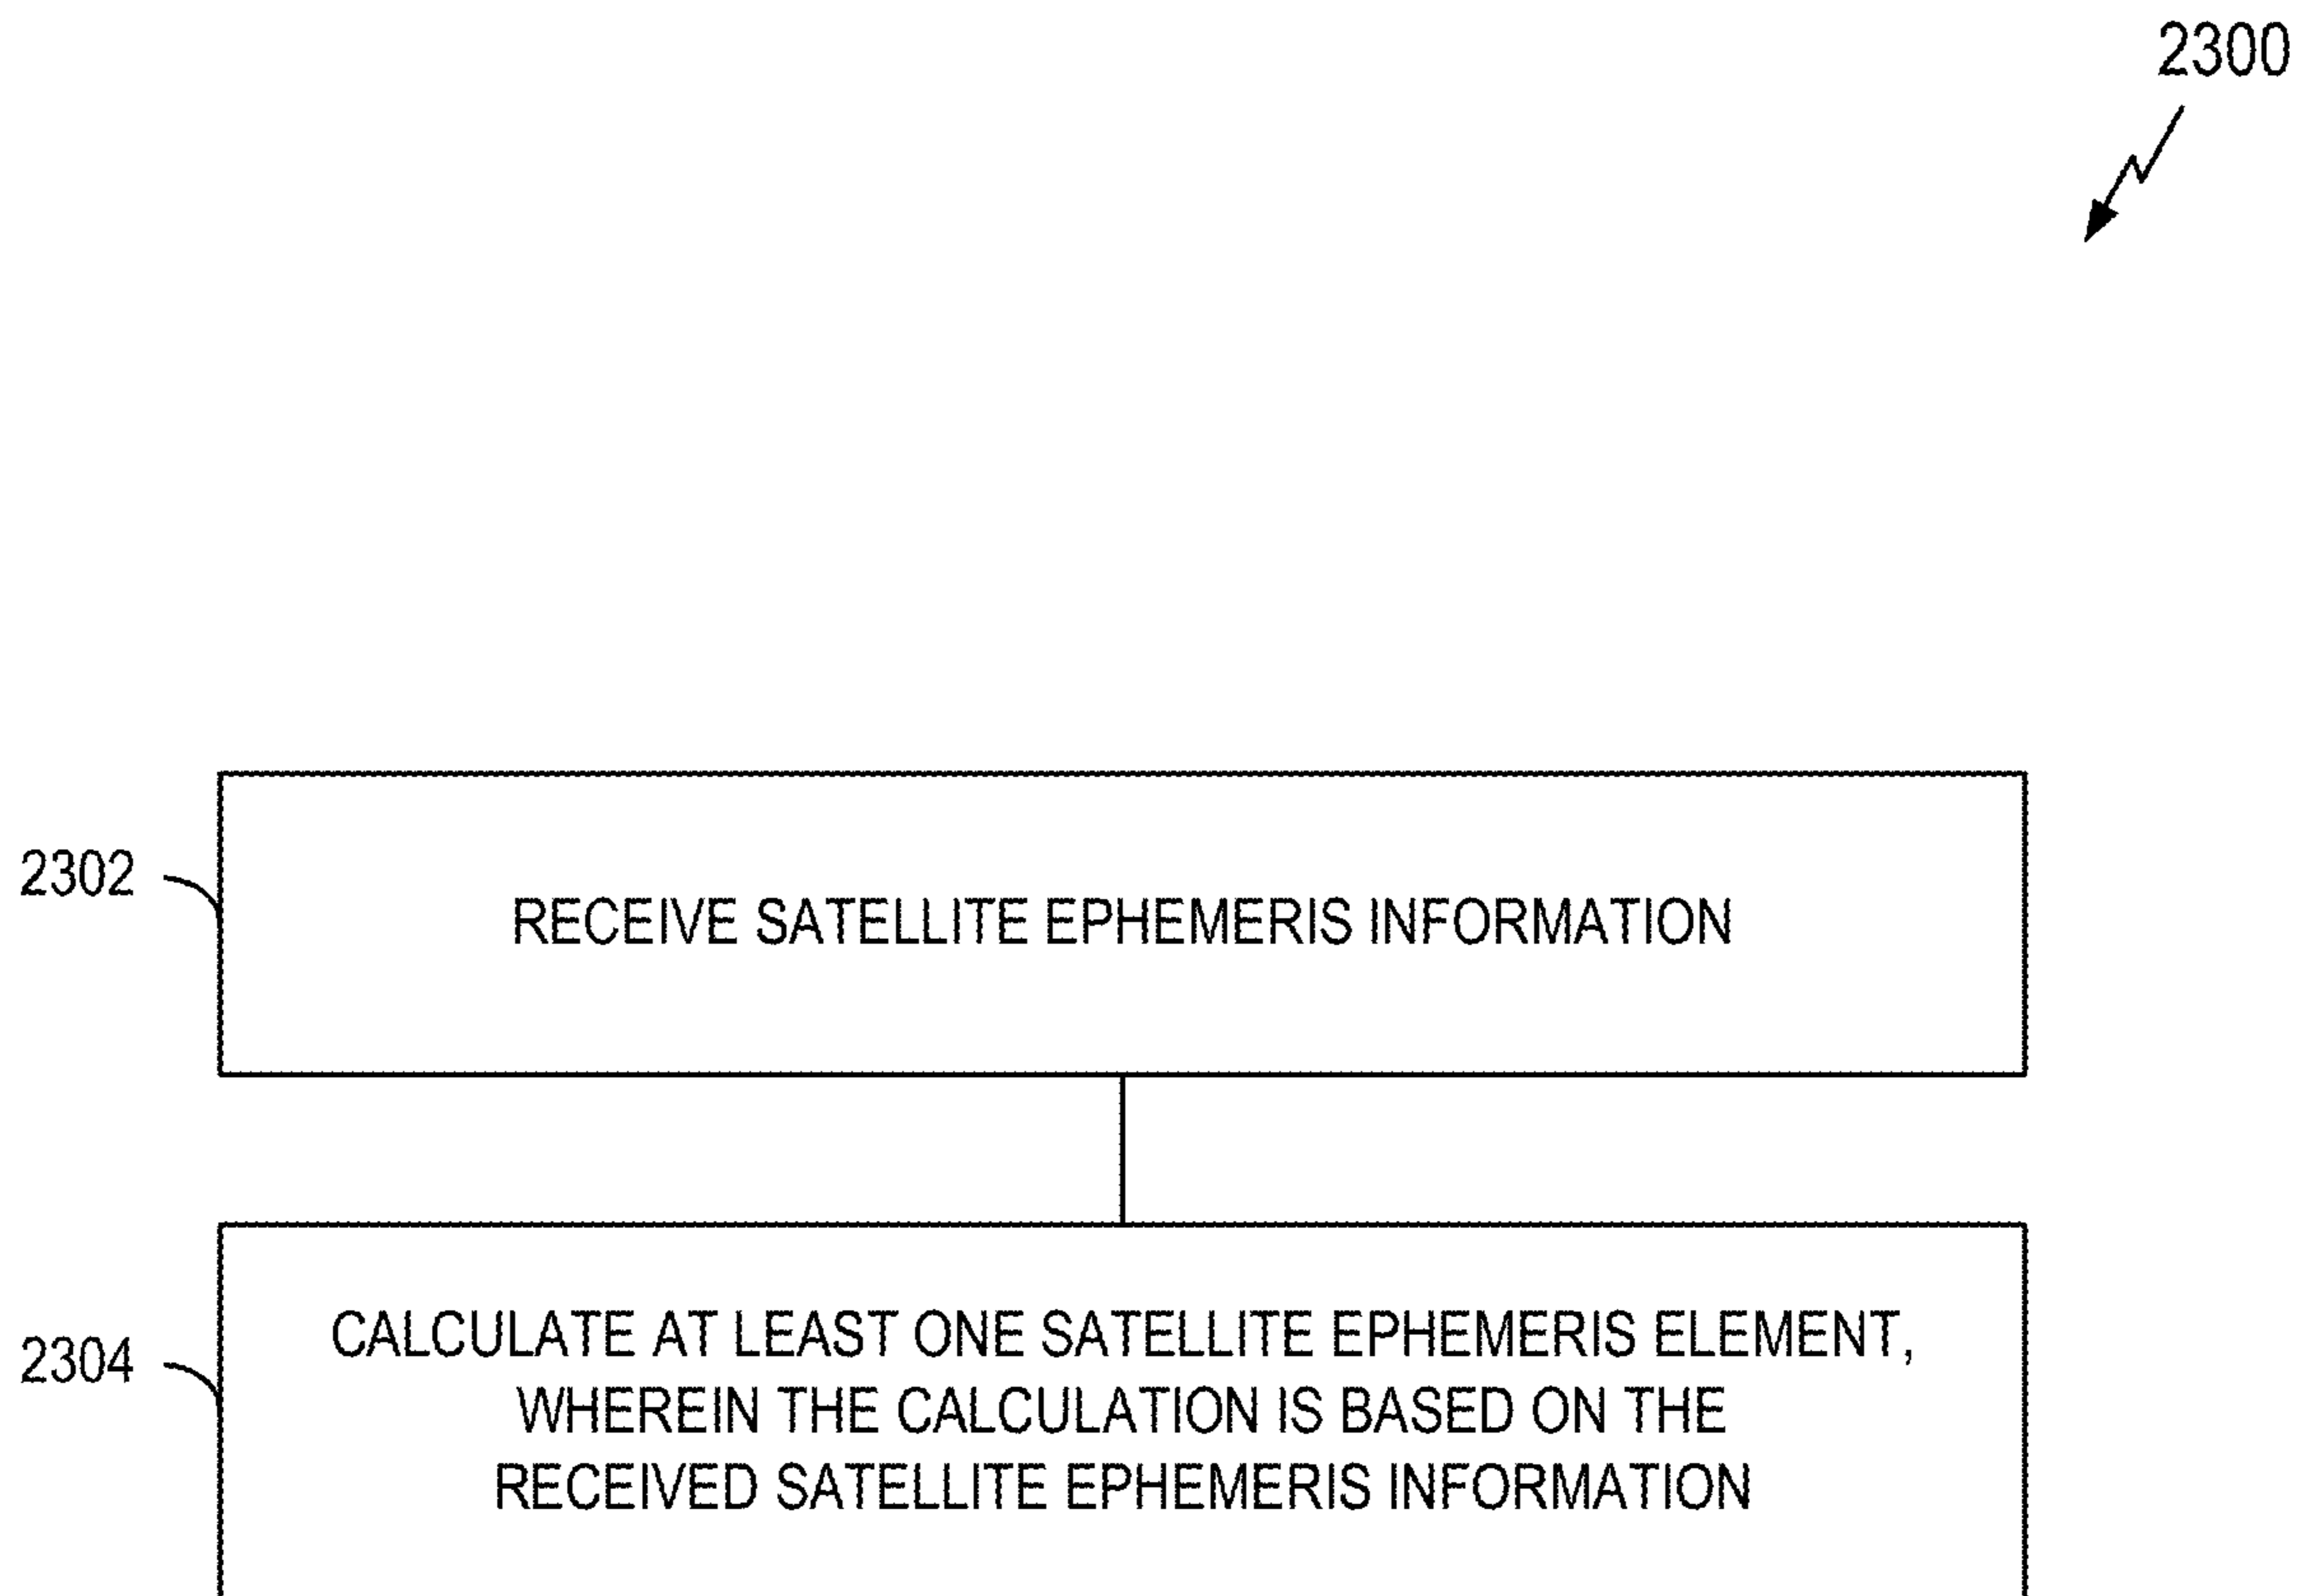 2300
2302
RECEIVE SATELLITE EPHEMERIS INFORMATION
2304
CALCULATE AT LEAST ONE SATELLITE EPHEMERIS ELEMENT,
WHEREIN THE CALCULATION IS BASED ON THE
RECEIVED SATELLITE EPHEMERIS INFORMATION